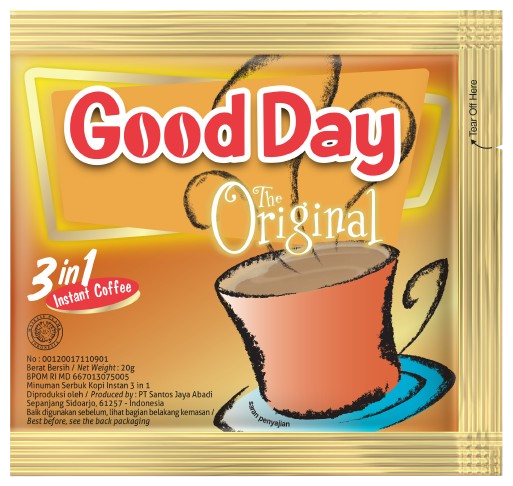 Tear Off Here
Good Day
The
Original
3 in 1
Instant Coffee
No : 00120017110901
Berat Bersih / Net Weight : 20g
BPOM RI MD 667013075005
Minuman Serbuk Kopi Instan 3 in 1
Diproduksi oleh / Produced by : PT Santos Jaya Abadi
Sepanjang Sidoarjo, 61257 - Indonesia
Baik digunakan sebelum, lihat bagian belakang kemasan /
Best before, see the back packaging
saran penyajian